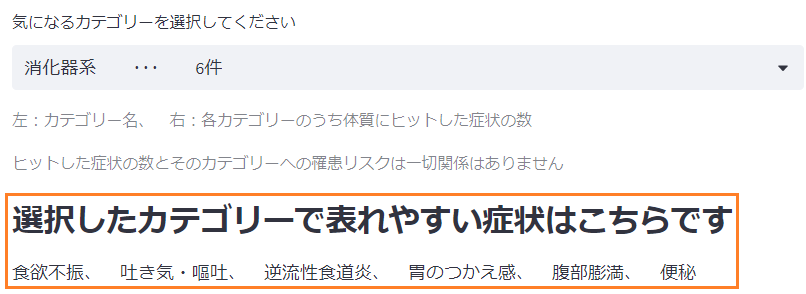 気になるカテゴリーを選択してください
消化器系　　･･･　　6件
左：カテゴリー名、　右：各カテゴリーのうち体質にヒットした症状の数
ヒットした症状の数とそのカテゴリーへの罹患リスクは一切関係はありません
選択したカテゴリーで表れやすい症状はこちらです
食欲不振、　吐き気・嘔吐、　逆流性食道炎、　胃のつかえ感、　腹部膨満、　便秘